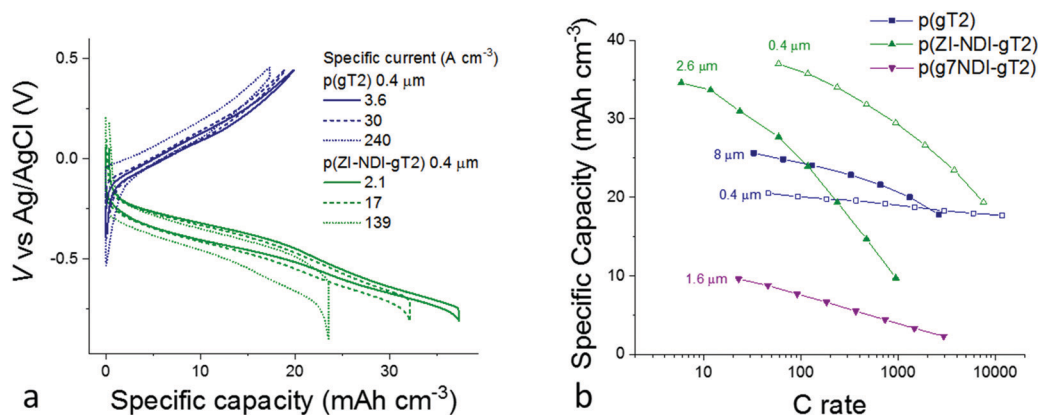 0.5
0.0
-0.5
V vs Ag/AgCl (V)
Specific current (A cm-3)
p(gT2) 0.4 μm
3.6
30
240
p(ZI-NDI-gT2) 0.4 μm
2.1
17
139
0 10 20 30
a Specific capacity (mAh cm-3)
p(gT2)
p(ZI-NDI-gT2)
p(g7NDI-gT2)
40
30
20
10
0
Specific Capacity (mAh cm-3)
0.4 μm
2.6 μm
8 μm
0.4 μm
1.6 μm
10 100 1000 10000
b C rate